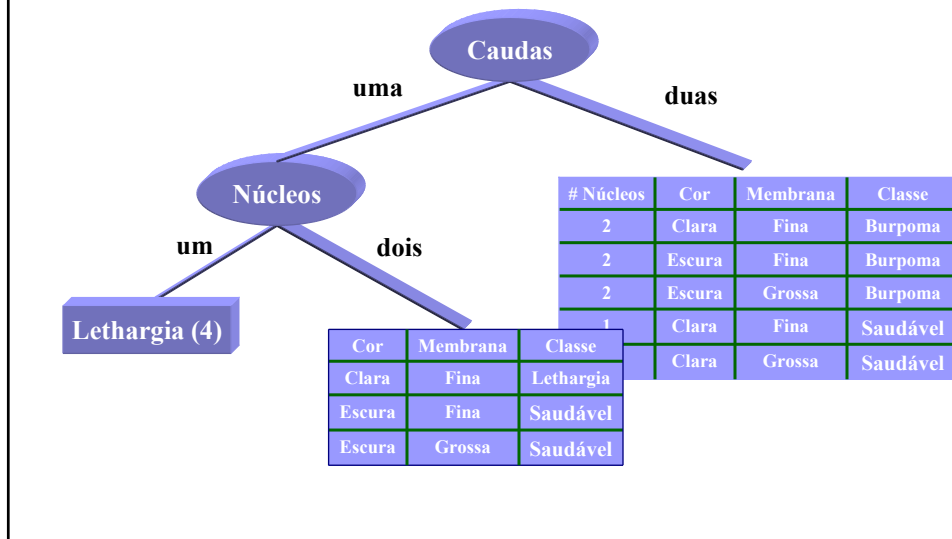 Caudas
uma
duas
Núcleos
um
dois
Lethargia (4)
# Núcleos Cor Membrana Classe
2 Clara Fina Burpoma
2 Escura Fina Burpoma
2 Escura Grossa Burpoma
1 Clara Fina Saudável
Clara Grossa Saudável
Cor Membrana Classe
Clara Fina Lethargia
Escura Fina Saudável
Escura Grossa Saudável